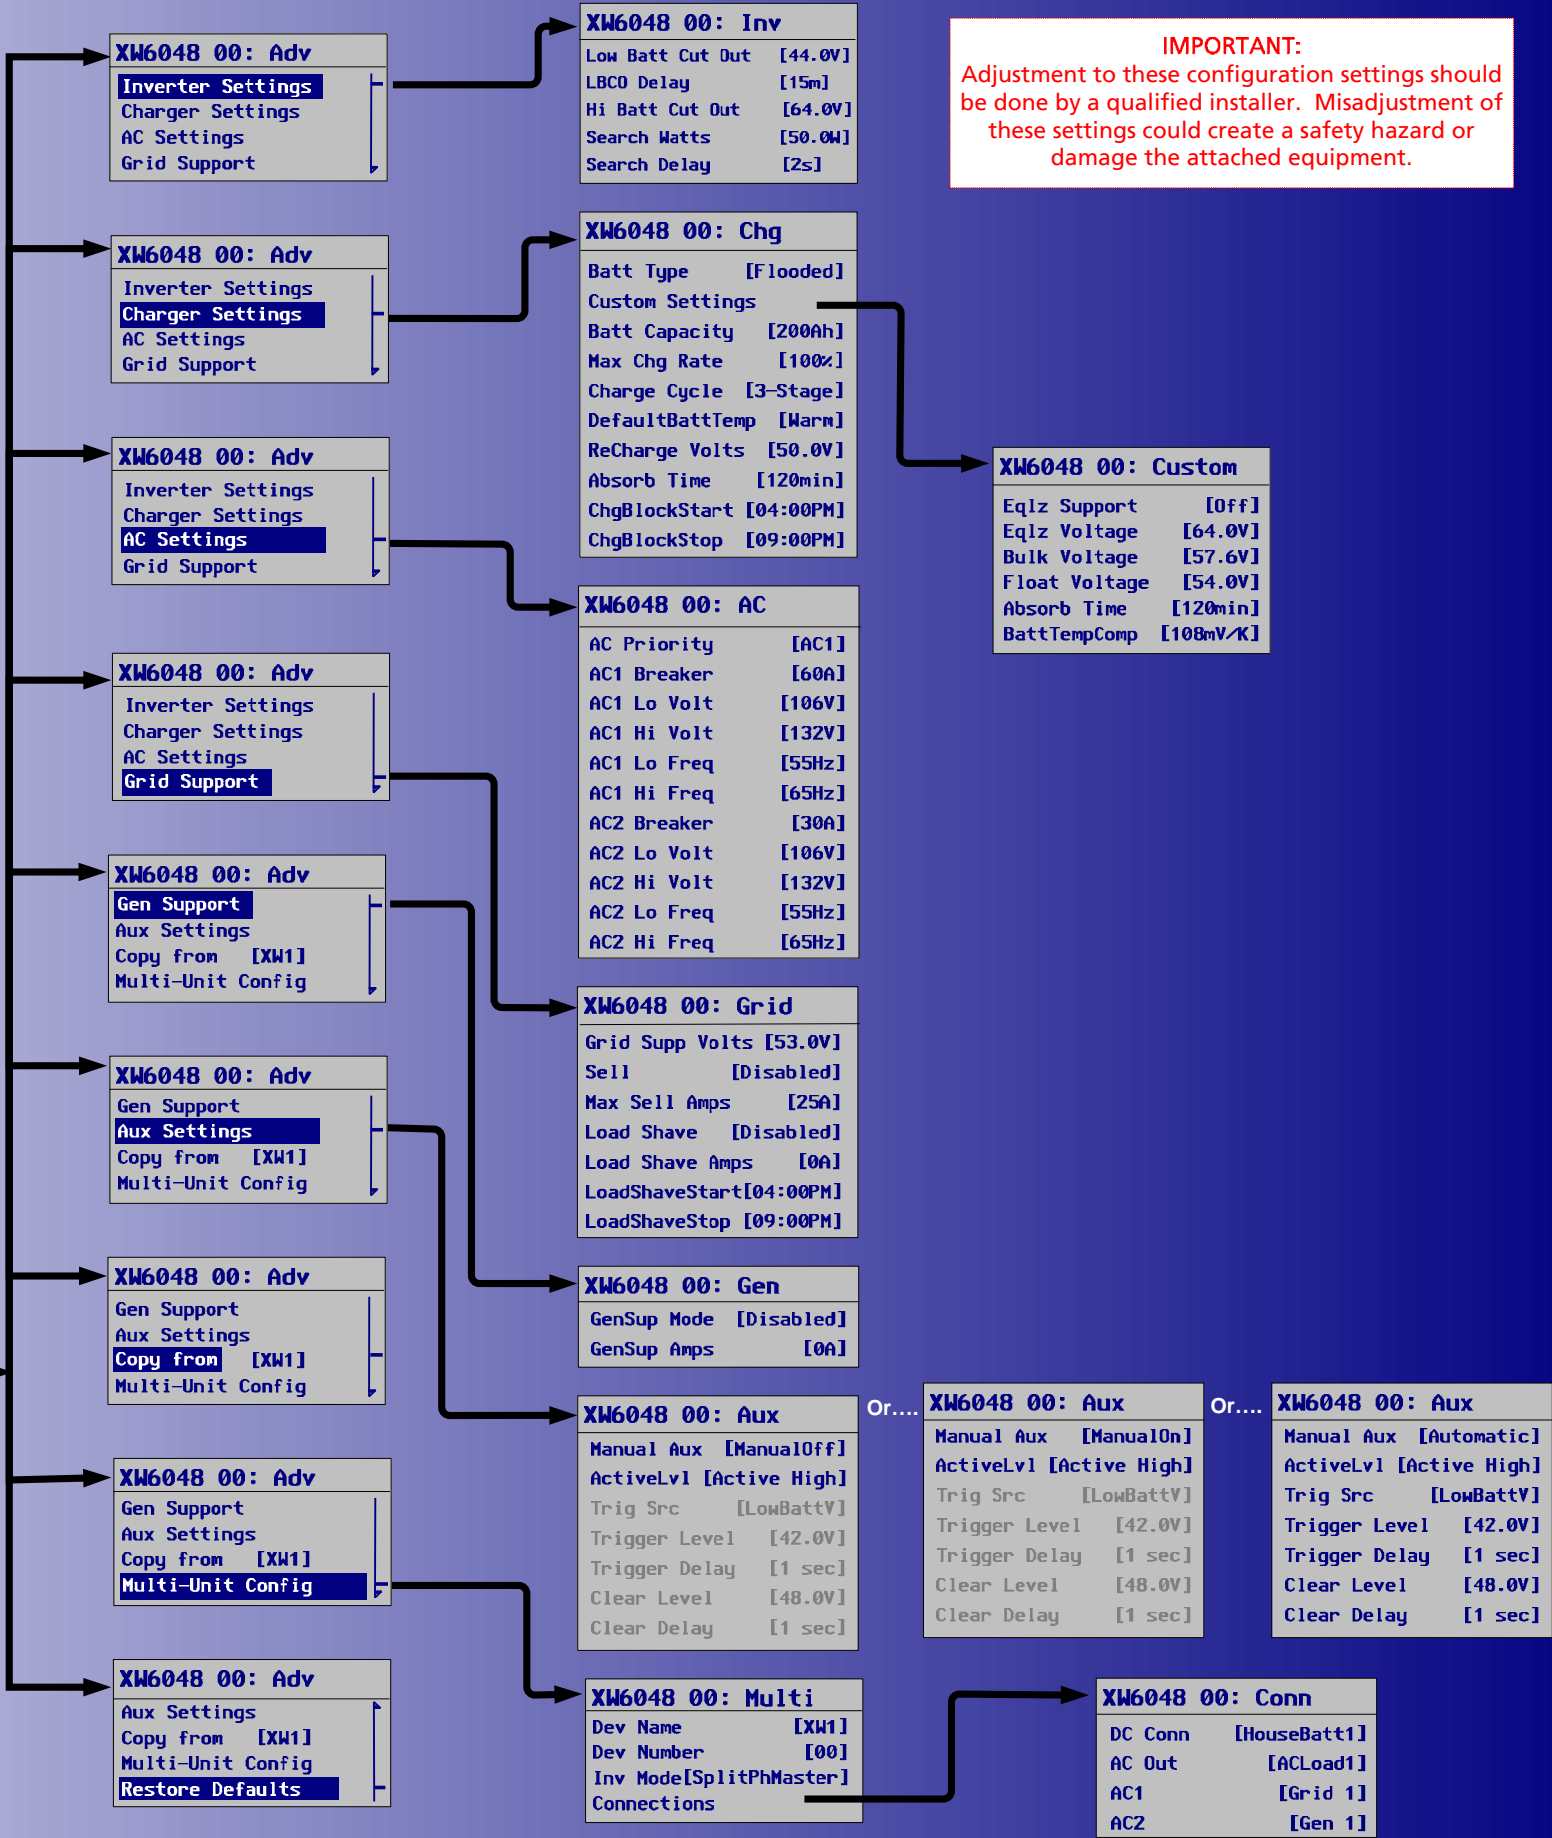 XW6048 00: Adv
Inverter Settings
Charger Settings
AC Settings
Grid Support
XW6048 00: Inv
Low Batt Cut Out [44.0V]
LBCO Delay [15m]
Hi Batt Cut Out [64.0V]
Search Watts [50.0W]
Search Delay [2s]
IMPORTANT:
Adjustment to these configuration settings should
be done by a qualified installer. Misadjustment of
these settings could create a safety hazard or
damage the attached equipment.
XW6048 00: Adv
Inverter Settings
Charger Settings
AC Settings
Grid Support
XW6048 00: Chg
Batt Type [Flooded]
Custom Settings
Batt Capacity [200Ah]
Max Chg Rate [100%]
Charge Cycle [3-Stage]
DefaultBattTemp [Warm]
ReCharge Volts [50.0V]
Absorb Time [120min]
ChgBlockStart [04:00PM]
ChgBlockStop [09:00PM]
XW6048 00: Custom
Eqlz Support [Off]
Eqlz Voltage [64.0V]
Bulk Voltage [57.6V]
Float Voltage [54.0V]
Absorb Time [120min]
BattTempComp [108mV/K]
XW6048 00: Adv
Inverter Settings
Charger Settings
AC Settings
Grid Support
XW6048 00: AC
AC Priority [AC1]
AC1 Breaker [60A]
AC1 Lo Volt [106V]
AC1 Hi Volt [132V]
AC1 Lo Freq [55Hz]
AC1 Hi Freq [65Hz]
AC2 Breaker [30A]
AC2 Lo Volt [106V]
AC2 Hi Volt [132V]
AC2 Lo Freq [55Hz]
AC2 Hi Freq [65Hz]
XW6048 00: Adv
Inverter Settings
Charger Settings
AC Settings
Grid Support
XW6048 00: Grid
Grid Supp Volts [53.0V]
Sell [Disabled]
Max Sell Amps [25A]
Load Shave [Disabled]
Load Shave Amps [0A]
LoadShaveStart[04:00PM]
LoadShaveStop [09:00PM]
XW6048 00: Adv
Gen Support
Aux Settings
Copy from [XW1]
Multi-Unit Config
XW6048 00: Gen
GenSup Mode [Disabled]
GenSup Amps [0A]
XW6048 00: Adv
Gen Support
Aux Settings
Copy from [XW1]
Multi-Unit Config
XW6048 00: Aux
Manual Aux [ManualOff]
ActiveLvl [Active High]
Trig Src [LowBattV]
Trigger Level [42.0V]
Trigger Delay [1 sec]
Clear Level [48.0V]
Clear Delay [1 sec]
Or....
XW6048 00: Aux
Manual Aux [ManualOn]
ActiveLvl [Active High]
Trig Src [LowBattV]
Trigger Level [42.0V]
Trigger Delay [1 sec]
Clear Level [48.0V]
Clear Delay [1 sec]
Or....
XW6048 00: Aux
Manual Aux [Automatic]
ActiveLvl [Active High]
Trig Src [LowBattV]
Trigger Level [42.0V]
Trigger Delay [1 sec]
Clear Level [48.0V]
Clear Delay [1 sec]
XW6048 00: Adv
Gen Support
Aux Settings
Copy from [XW1]
Multi-Unit Config
XW6048 00: Adv
Gen Support
Aux Settings
Copy from [XW1]
Multi-Unit Config
XW6048 00: Multi
Dev Name [XW1]
Dev Number [00]
Inv Mode[SplitPhMaster]
Connections
XW6048 00: Conn
DC Conn [HouseBatt1]
AC Out [ACLoad1]
AC1 [Grid 1]
AC2 [Gen 1]
XW6048 00: Adv
Aux Settings
Copy from [XW1]
Multi-Unit Config
Restore Defaults